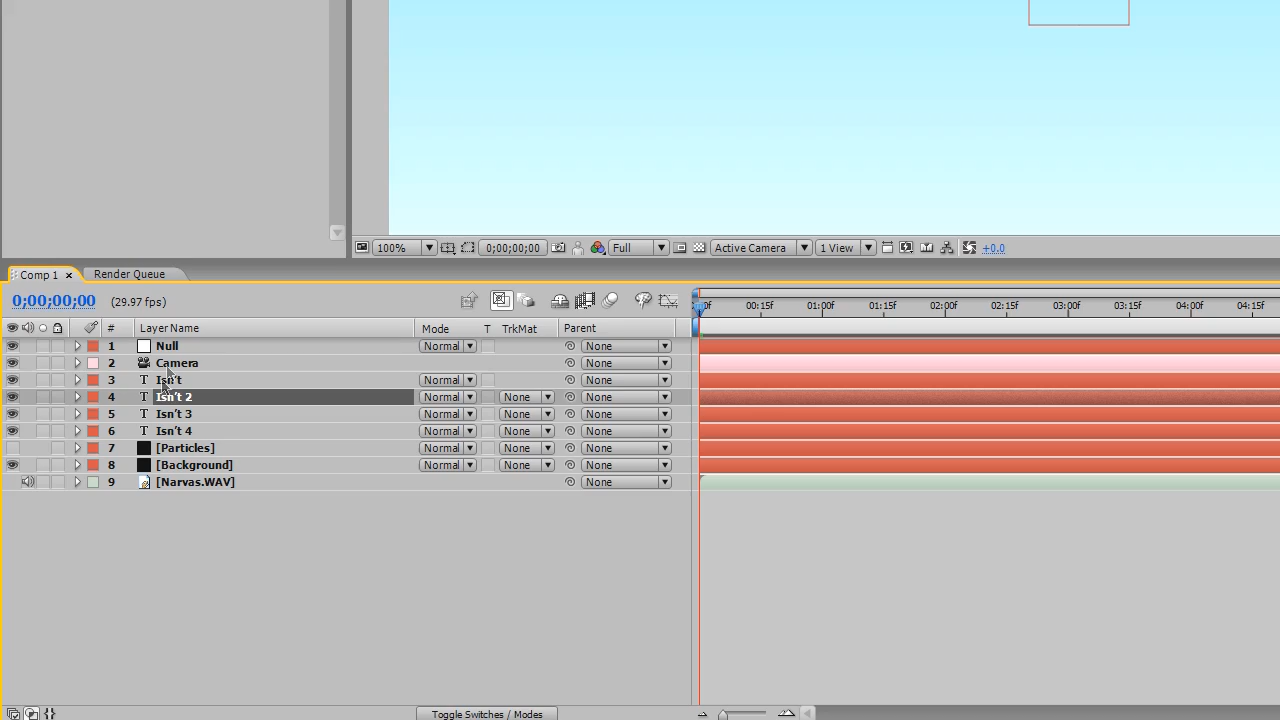 100% 0;00;00;00 Full Active Camera 1 View +0.0
Comp 1 × Render Queue
0;00;00;00 (29.97 fps)
# Layer Name Mode T TrkMat Parent
00:15f 01:00f 01:15f 02:00f 02:15f 03:00f 03:15f 04:00f 04:15f
1 Null Normal None
2 Camera None
3 Isn't Normal None
4 Isn't 2 Normal None None
5 Isn't 3 Normal None None
6 Isn't 4 Normal None None
7 [Particles] Normal None None
8 [Background] Normal None None
9 [Narvas.WAV] None
Toggle Switches / Modes